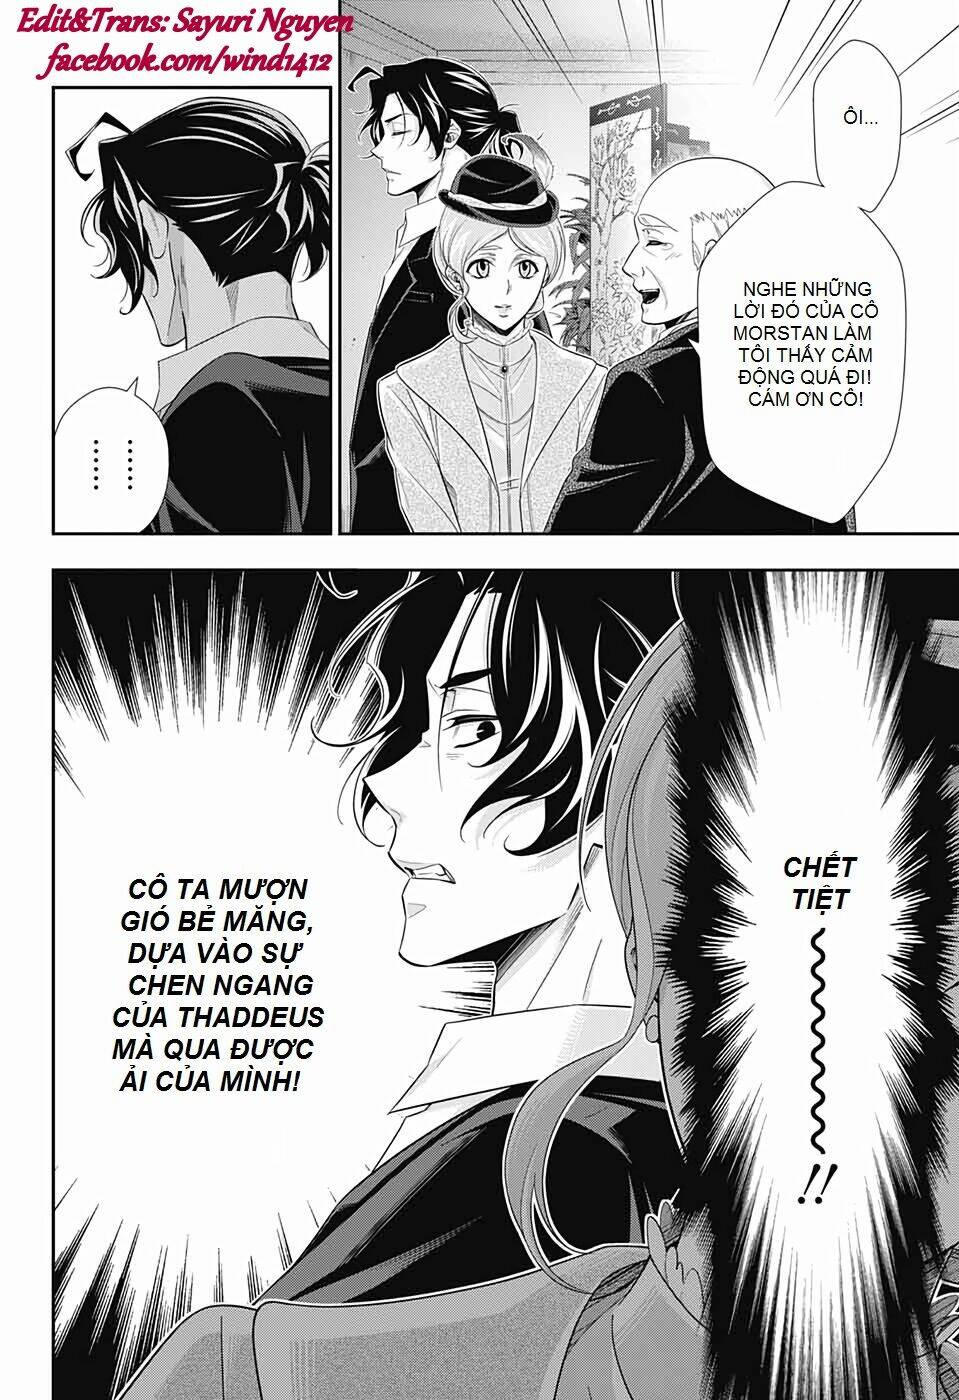 Edit&Trans: Sayuri Nguyen
facebook.com/wind1412
ÔI...
NGHE NHỮNG
LỜI ĐÓ CỦA CÔ
MORSTAN LÀM
TÔI THẤY CẢM
ĐỘNG QUÁ ĐI!
CÁM ƠN CÔ!
......
......
CHẾT
TIỆT
!!
CÔ TA MƯỢN
GIÓ BẺ MĂNG,
DỰA VÀO SỰ
CHEN NGANG
CỦA THADDEUS
MÀ QUA ĐƯỢC
ẢI CỦA MÌNH!